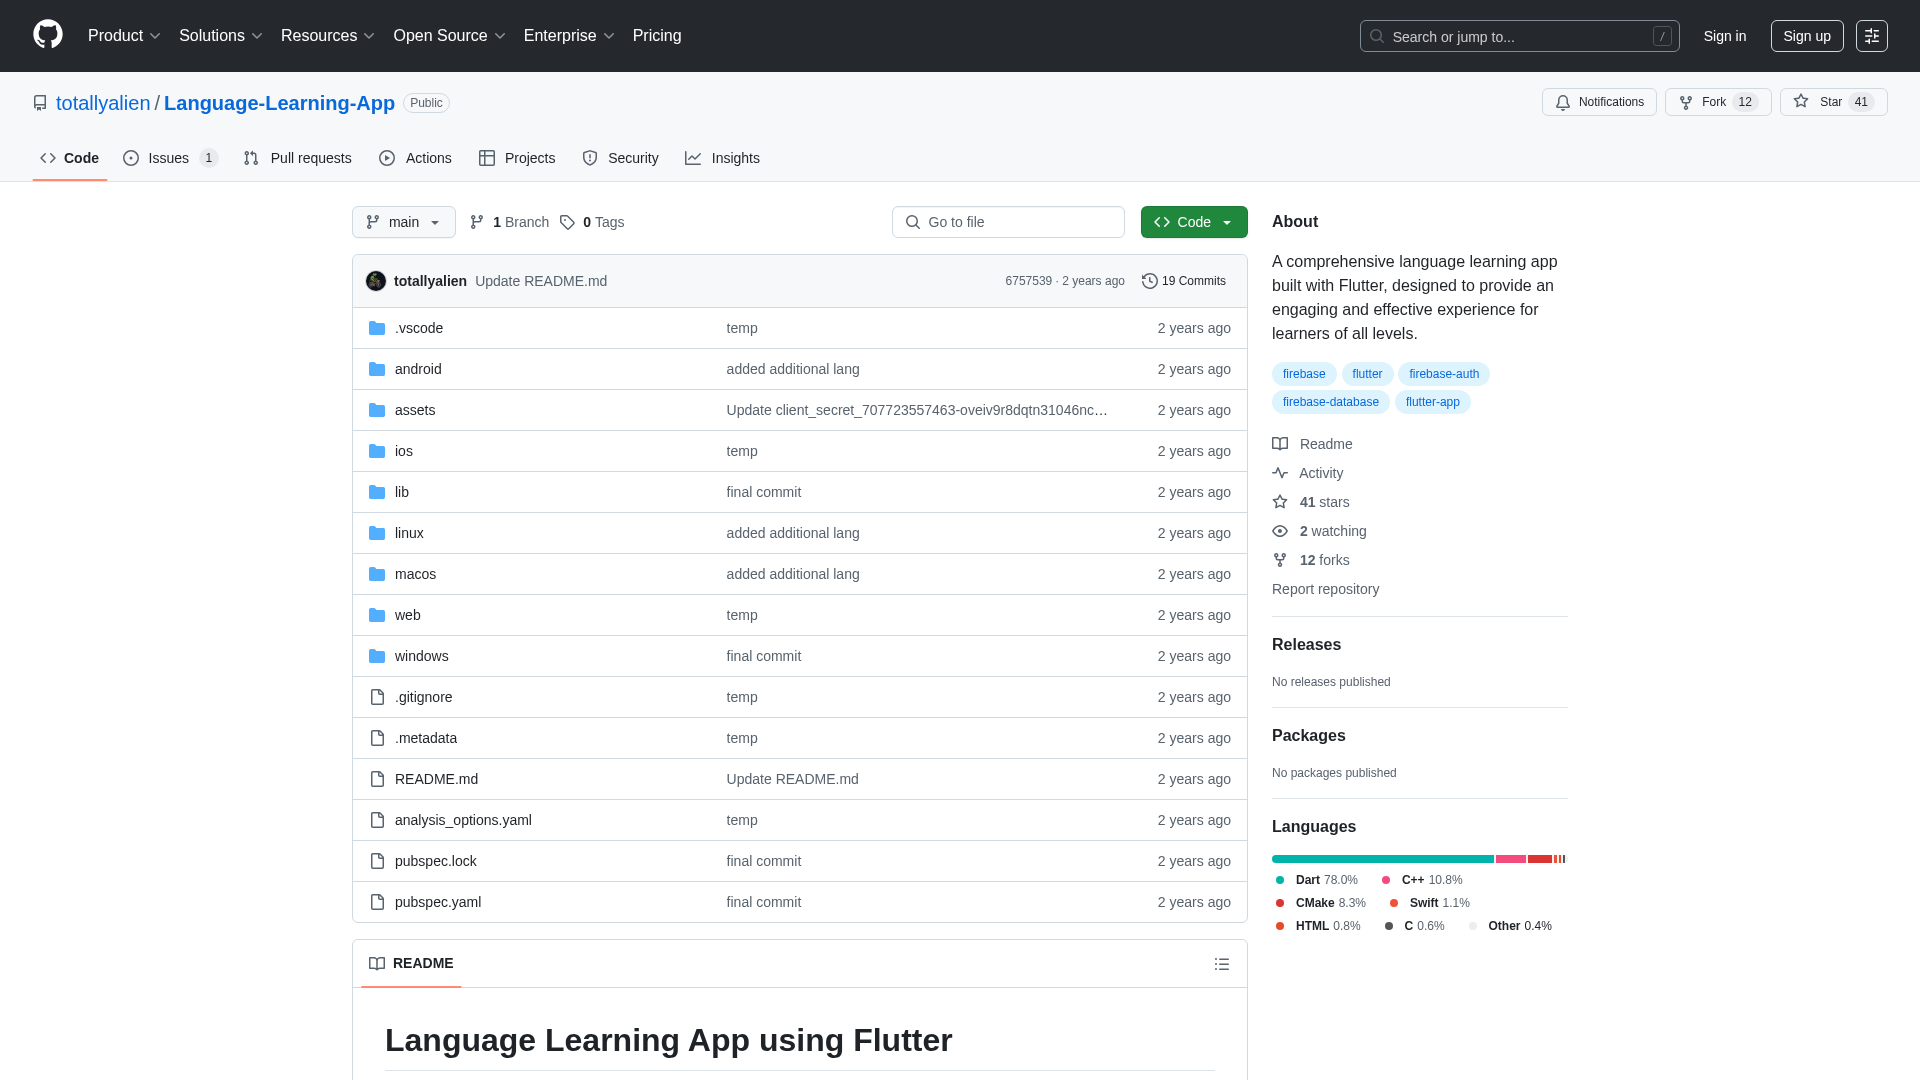 Product Solutions Resources Open Source Enterprise Pricing Search or jump to... / Sign in Sign up
totallyalien / Language-Learning-App Public Notifications Fork 12 Star 41
Code Issues 1 Pull requests Actions Projects Security Insights
main 1 Branch 0 Tags Go to file Code
totallyalien Update README.md 6757539 · 2 years ago 19 Commits
.vscode temp 2 years ago
android added additional lang 2 years ago
assets Update client_secret_707723557463-oveiv9r8dqtn31046nc… 2 years ago
ios temp 2 years ago
lib final commit 2 years ago
linux added additional lang 2 years ago
macos added additional lang 2 years ago
web temp 2 years ago
windows final commit 2 years ago
.gitignore temp 2 years ago
.metadata temp 2 years ago
README.md Update README.md 2 years ago
analysis_options.yaml temp 2 years ago
pubspec.lock final commit 2 years ago
pubspec.yaml final commit 2 years ago
README
Language Learning App using Flutter
About
A comprehensive language learning app
built with Flutter, designed to provide an
engaging and effective experience for
learners of all levels.
firebase flutter firebase-auth
firebase-database flutter-app
Readme
Activity
41 stars
2 watching
12 forks
Report repository
Releases
No releases published
Packages
No packages published
Languages
Dart 78.0% C++ 10.8%
CMake 8.3% Swift 1.1%
HTML 0.8% C 0.6% Other 0.4%